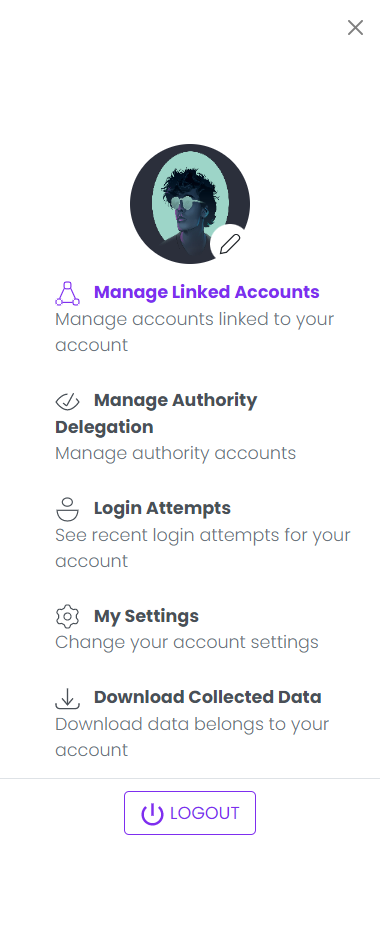 Manage Linked Accounts
Manage accounts linked to your
account
Manage Authority
Delegation
Manage authority accounts
Login Attempts
See recent login attempts for your
account
My Settings
Change your account settings
Download Collected Data
Download data belongs to your
account
LOGOUT